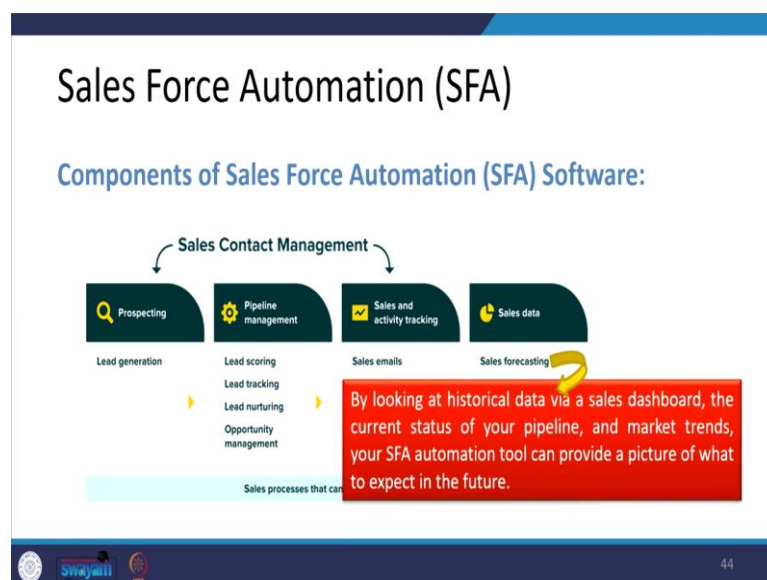 Sales Force Automation (SFA)
Components of Sales Force Automation (SFA) Software:
Sales Contact Management
Prospecting
Pipeline
management
Sales and
activity tracking
Sales data
Lead generation
Lead scoring
Lead tracking
Lead nurturing
Opportunity
management
Sales emails
Sales forecasting
By looking at historical data via a sales dashboard, the
current status of your pipeline, and market trends,
your SFA automation tool can provide a picture of what
to expect in the future.
Sales processes that can
swayam
44